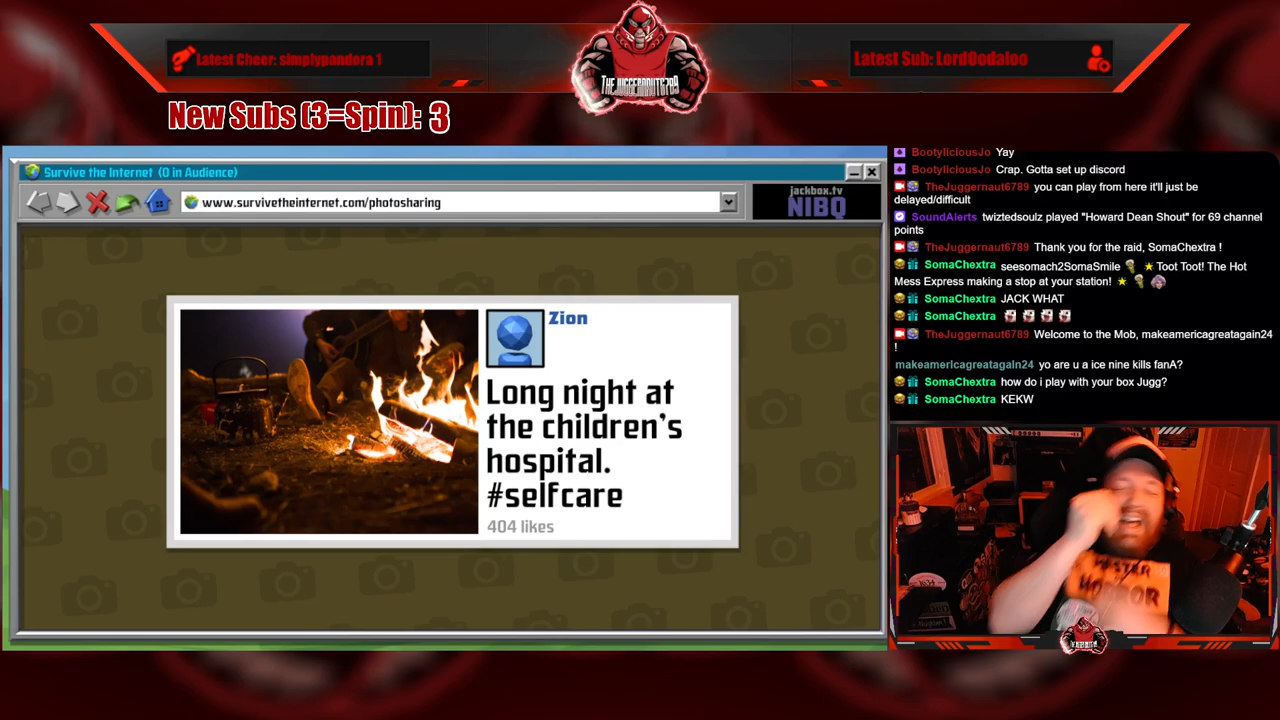 Latest Cheer: simplypandora 1
THEJUGGERNAUT6789
Latest Sub: LordOodaloo
New Subs (3=Spin): 3
Survive the Internet (0 in Audience)
www.survivetheinternet.com/photosharing
jackbox.tv
NIBQ
Zion
Long night at
the children's
hospital.
#selfcare
404 likes
BootyliciousJo Yay
BootyliciousJo Crap. Gotta set up discord
TheJuggernaut6789 you can play from here it'll just be
delayed/difficult
SoundAlerts twiztedsoulz played "Howard Dean Shout" for 69 channel
points
TheJuggernaut6789 Thank you for the raid, SomaChextra !
SomaChextra seesomach2SomaSmile Toot Toot! The Hot
Mess Express making a stop at your station!
SomaChextra JACK WHAT
SomaChextra
TheJuggernaut6789 Welcome to the Mob, makeamericagreatagain24
!
makeamericagreatagain24 yo are u a ice nine kills fanA?
SomaChextra how do i play with your box Jugg?
SomaChextra KEKW
MASTER
OF
HORROR